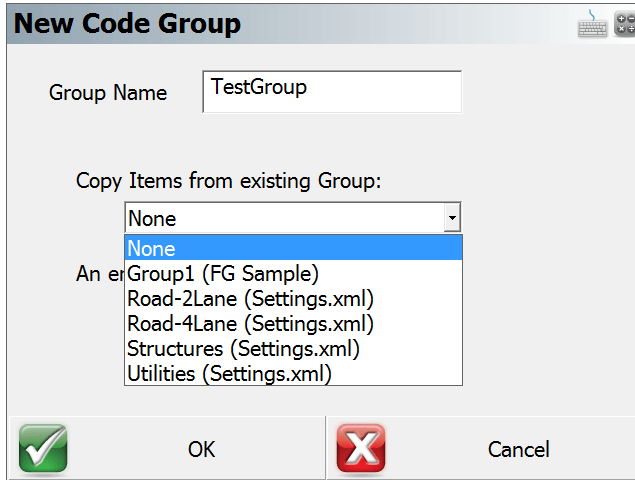 New Code Group
Group Name
TestGroup
Copy Items from existing Group:
None
None
An
Group1 (FG Sample)
Road-2Lane (Settings.xml)
Road-4Lane (Settings.xml)
Structures (Settings.xml)
Utilities (Settings.xml)
OK
Cancel